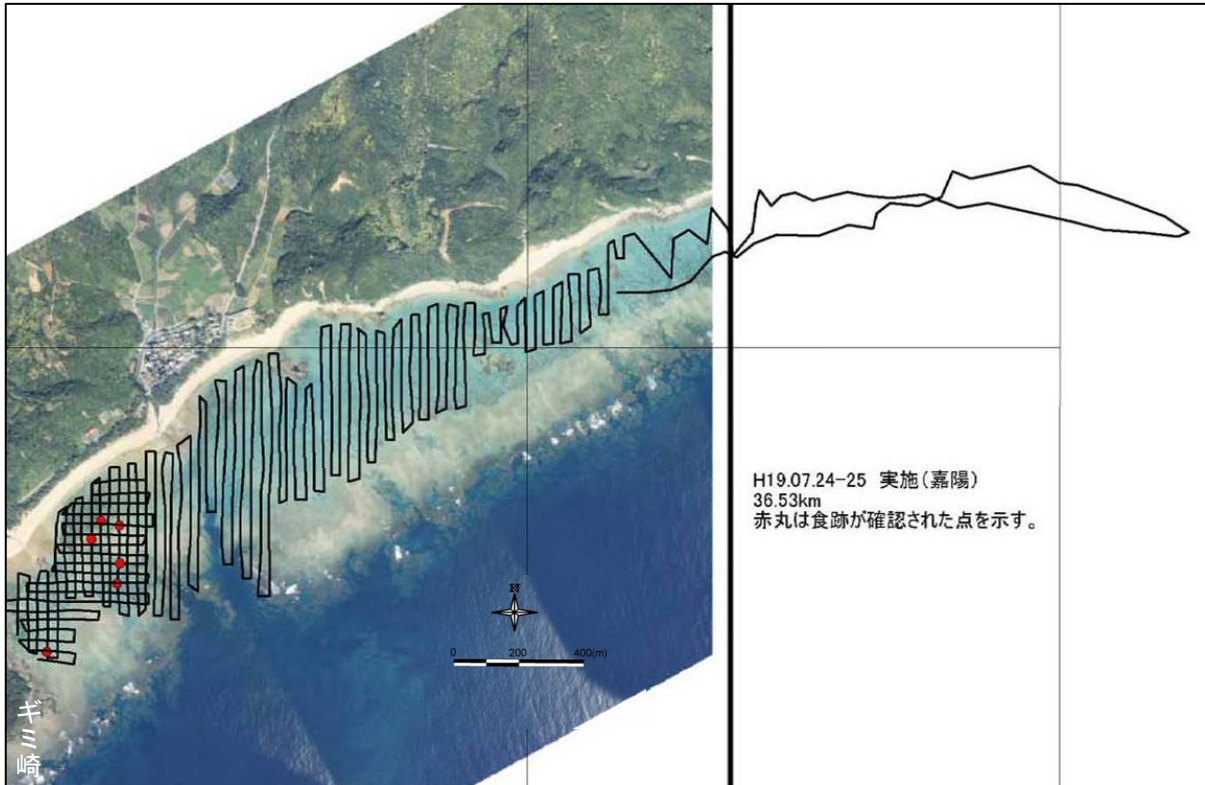 H19.07.24-25 実施(嘉陽)
36.53km
赤丸は食跡が確認された点を示す。
N
0 200 400(m)
ギミ崎